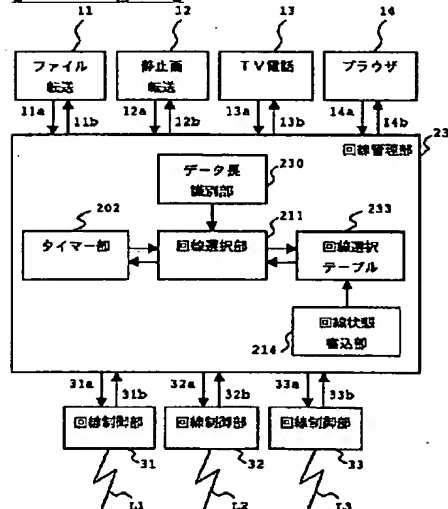 11
12
13
14
ファイル
転送
静止画
転送
TV電話
ブラウザ
11a
11b
12a
12b
13a
13b
14a
14b
23
回線管理部
データ長
識別部
230
202
211
233
タイマー部
回線選択部
回線選択
テーブル
回線状態
書込部
214
31a
31b
32a
32b
33a
33b
回線制御部
回線制御部
回線制御部
31
32
33
L1
L2
L3